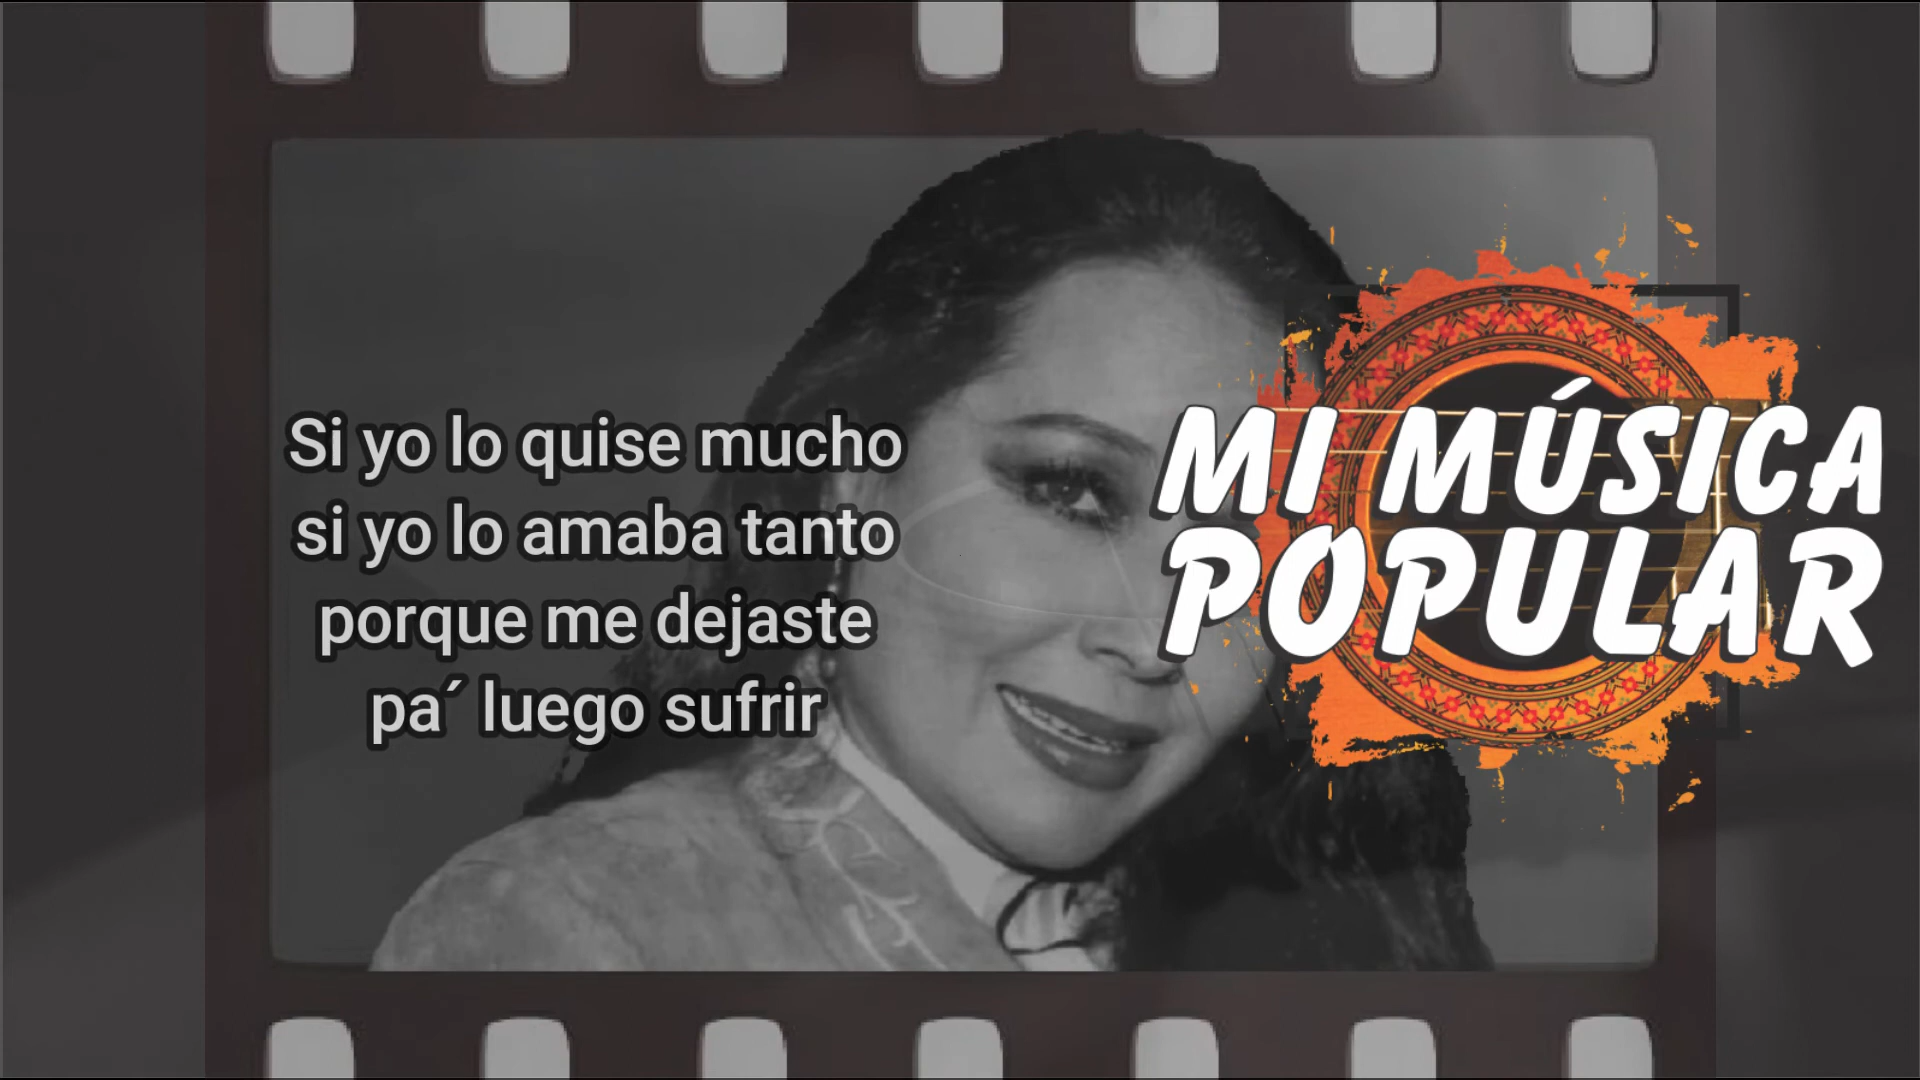 Si yo lo quise mucho
si yo lo amaba tanto
porque me dejaste
pa´ luego sufrir
MI MÚSICA
POPULAR